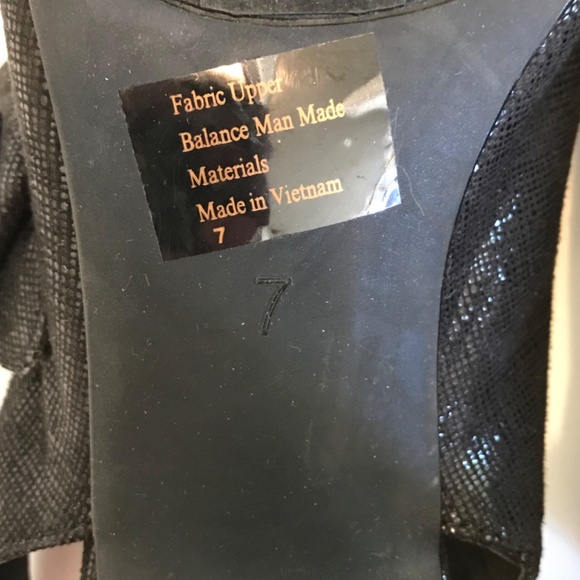 Fabric Upper
Balance Man Made
Materials
Made in Vietnam
7
7